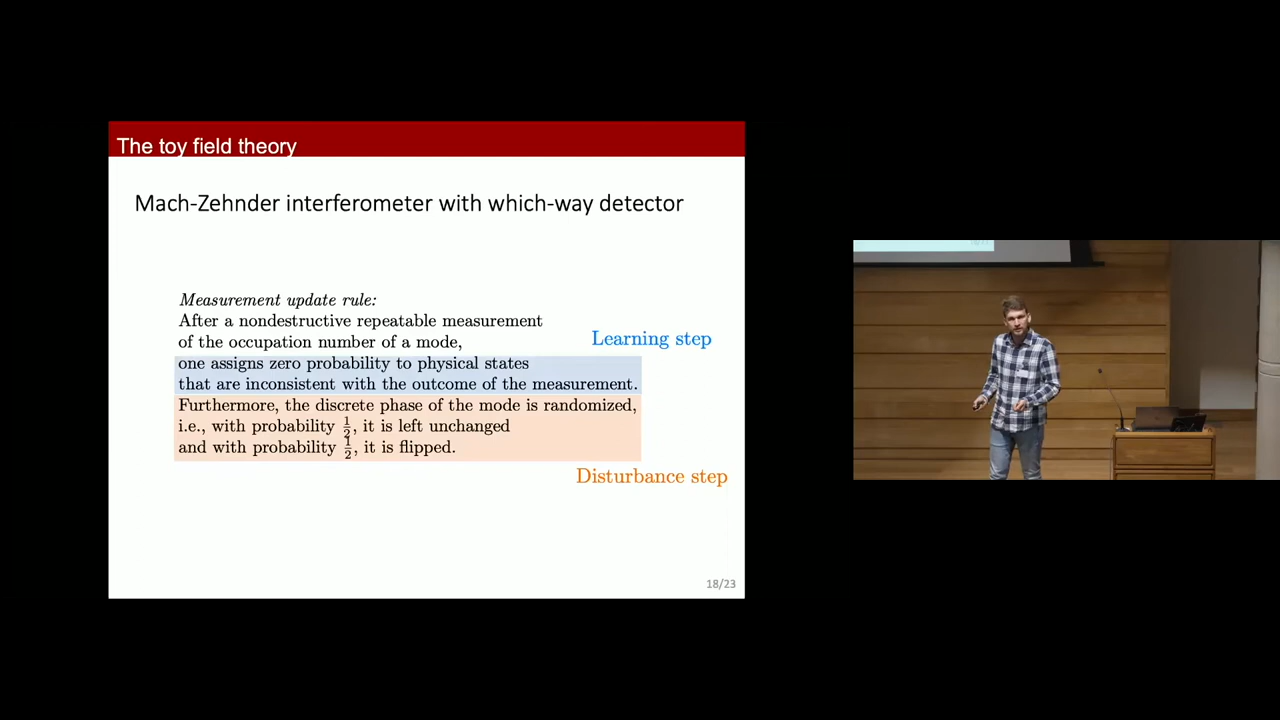 The toy field theory
Mach-Zehnder interferometer with which-way detector
Measurement update rule:
After a nondestructive repeatable measurement
of the occupation number of a mode,
Learning step
one assigns zero probability to physical states
that are inconsistent with the outcome of the measurement.
Furthermore, the discrete phase of the mode is randomized,
i.e., with probability 1/2, it is left unchanged
and with probability 1/2, it is flipped.
Disturbance step
18/23